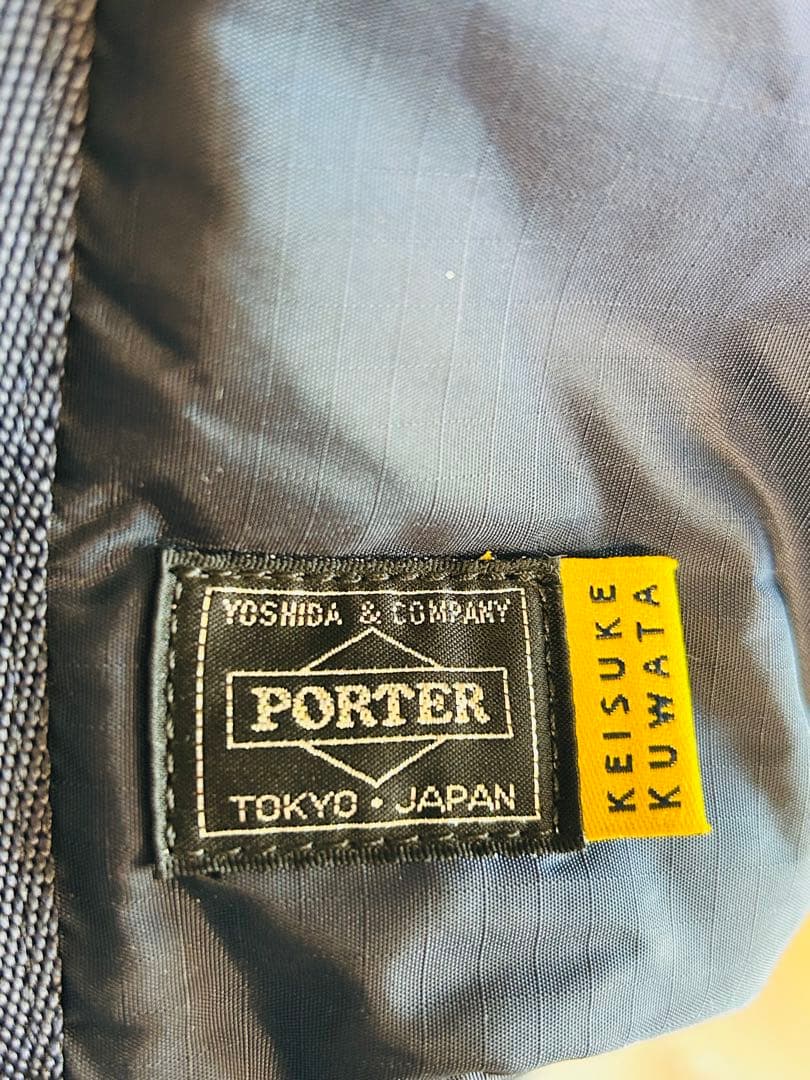 YOSHIDA & COMPANY
PORTER
TOKYO • JAPAN
KEISUKE
KUWATA